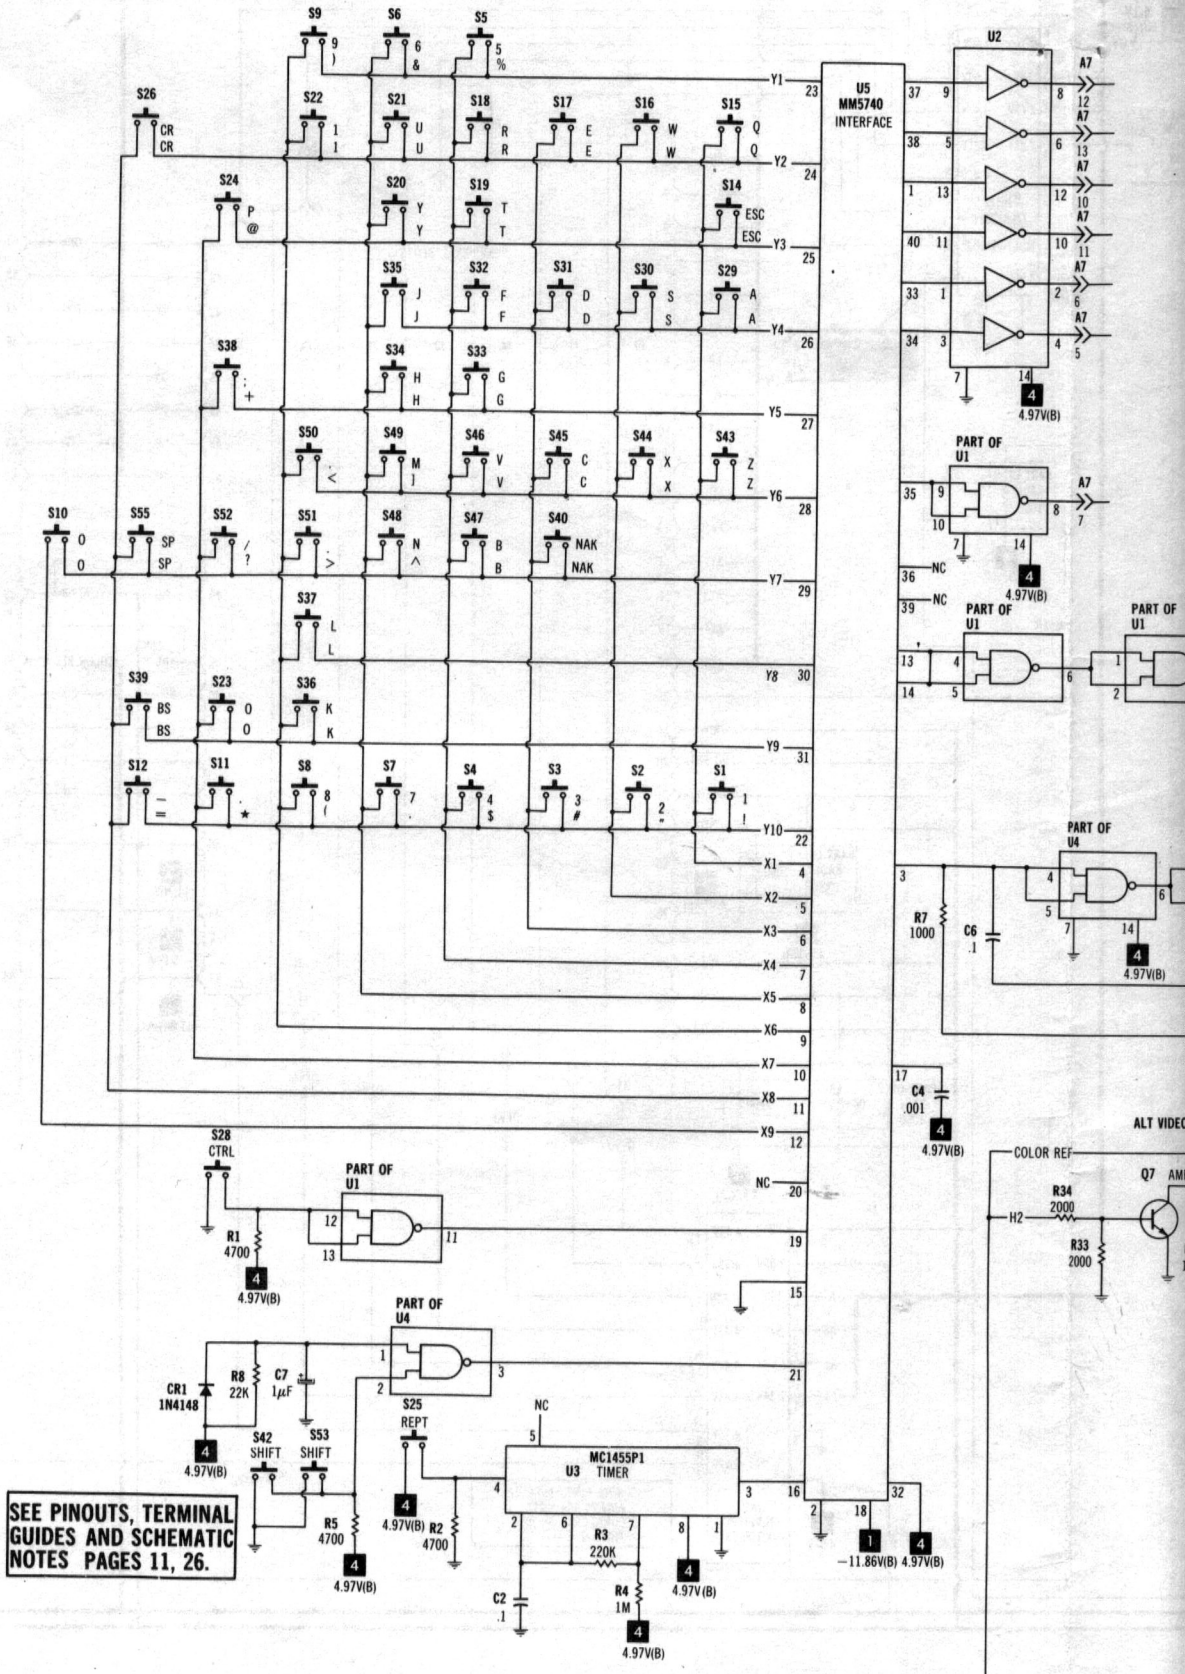 S9
S6
S5
9
)
6
&
5
%
Y1
23
S26
CR
CR
S22
1
1
S21
U
U
S18
R
R
S17
E
E
S16
W
W
S15
Q
Q
Y2
24
S24
P
@
S20
Y
Y
S19
T
T
S14
ESC
ESC
Y3
25
S35
J
J
S32
F
F
S31
D
D
S30
S
S
S29
A
A
Y4
26
S38
;
+
S34
H
H
S33
G
G
Y5
27
S50
,
<
S49
M
]
S46
V
V
S45
C
C
S44
X
X
S43
Z
Z
Y6
28
S10
0
0
S55
SP
SP
S52
/
?
S51
.
>
S48
N
^
S47
B
B
S40
NAK
NAK
Y7
29
S37
L
L
Y8
30
S39
BS
BS
S23
O
O
S36
K
K
Y9
31
S12
–
=
S11
:
★
S8
8
(
S7
7
'
S4
4
$
S3
3
#
S2
2
"
S1
1
!
Y10
22
X1
4
X2
5
X3
6
X4
7
X5
8
X6
9
X7
10
X8
11
X9
12
U5
MM5740
INTERFACE
U2
37
9
8
A7
12
38
5
6
A7
13
1
13
12
A7
10
40
11
10
A7
11
33
1
2
A7
6
34
3
4
A7
5
7
14
4
4.97V(B)
PART OF
U1
35
9
10
8
A7
7
7
14
4
4.97V(B)
36
NC
39
NC
PART OF
U1
13
14
4
5
6
PART OF
U1
1
2
PART OF
U4
3
4
5
6
7
14
4
4.97V(B)
R7
1000
C6
.1
17
C4
.001
4
4.97V(B)
ALT VIDEO
COLOR REF
Q7
H2
R34
2000
R33
2000
S28
CTRL
PART OF
U1
12
13
11
R1
4700
4
4.97V(B)
NC
20
19
15
PART OF
U4
1
2
3
21
CR1
1N4148
R8
22K
C7
1µF
4
4.97V(B)
S42
SHIFT
S53
SHIFT
R5
4700
4
4.97V(B)
S25
REPT
4
4.97V(B)
R2
4700
NC
5
MC1455P1
U3 TIMER
4
3
16
2
6
7
8
1
R3
220K
C2
.1
R4
1M
4
4.97V(B)
4
4.97V(B)
2
18
32
1
−11.86V(B)
4
4.97V(B)
SEE PINOUTS, TERMINAL
GUIDES AND SCHEMATIC
NOTES PAGES 11, 26.